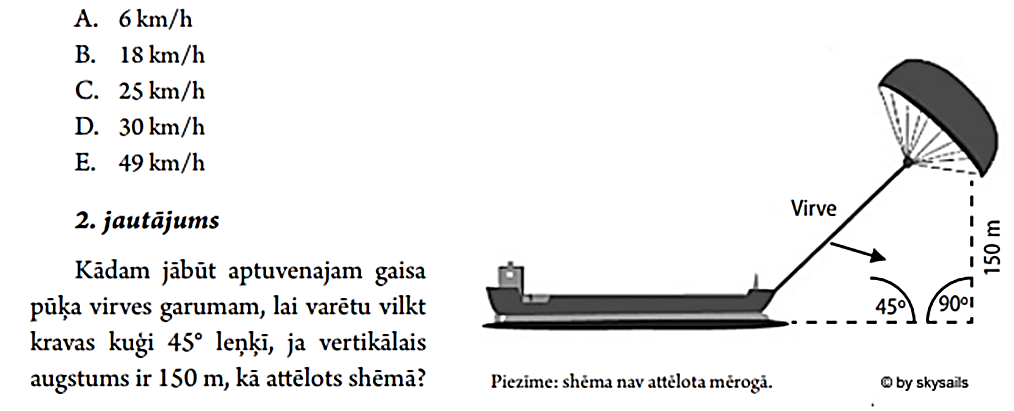 A. 6 km/h
B. 18 km/h
C. 25 km/h
D. 30 km/h
E. 49 km/h
2. jautājums
Kādam jābūt aptuvenajam gaisa
pūķa virves garumam, lai varētu vilkt
kravas kuģi 45° leņķī, ja vertikālais
augstums ir 150 m, kā attēlots shēmā?
Virve
150 m
45°
90°
Piezīme: shēma nav attēlota mērogā.
© by skysails